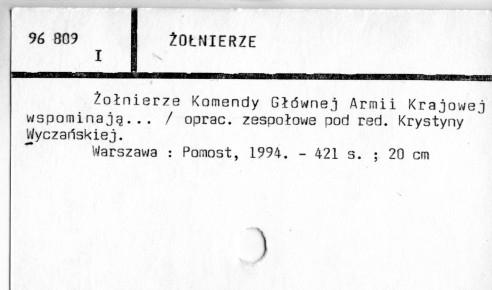 96 809
I
ŻOŁNIERZE
Żołnierze Komendy Głównej Armii Krajowej
wspominają... / oprac. zespołowe pod red. Krystyny
Wyczańskiej.
Warszawa : Pomost, 1994. - 421 s. ; 20 cm